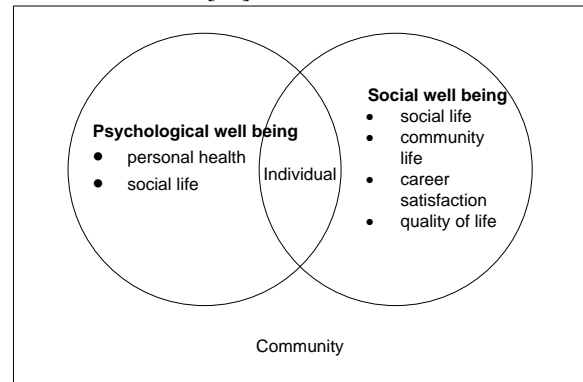 Psychological well being
● personal health
● social life
Individual
Social well being
• social life
• community
life
• career
satisfaction
• quality of life
Community